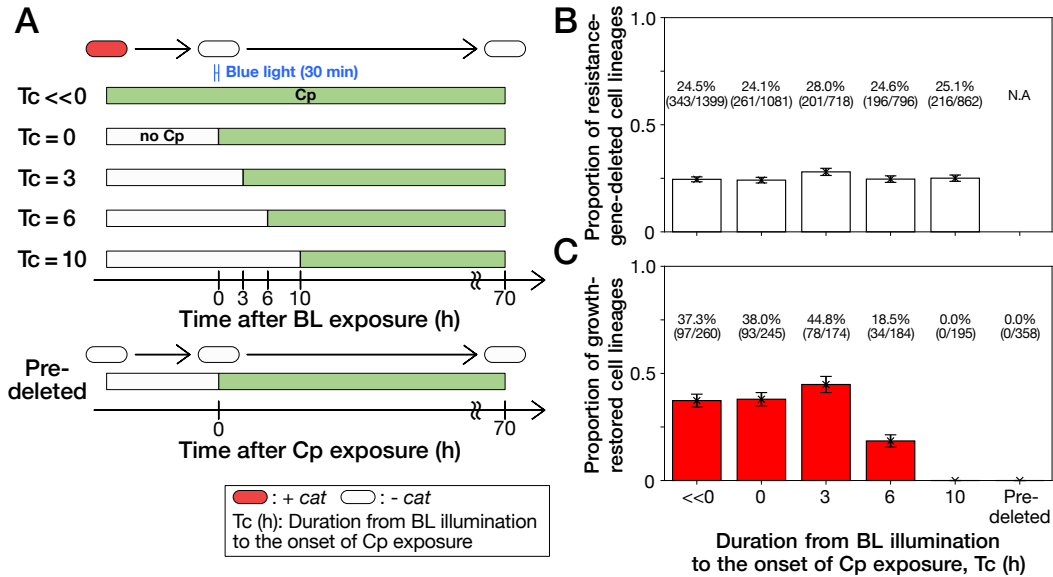 A
Blue light (30 min)
Tc <<0
Cp
Tc = 0
no Cp
Tc = 3
Tc = 6
Tc = 10
0 3 6 10 70
Time after BL exposure (h)
Pre-
deleted
0 70
Time after Cp exposure (h)
: + cat : - cat
Tc (h): Duration from BL illumination
to the onset of Cp exposure
B
Proportion of resistance-
gene-deleted cell lineages
1.0
0.5
0
24.5% 24.1% 28.0% 24.6% 25.1%
(343/1399) (261/1081) (201/718) (196/796) (216/862) N.A
C
Proportion of growth-
restored cell lineages
1.0
0.5
0
37.3% 38.0% 44.8% 18.5% 0.0% 0.0%
(97/260) (93/245) (78/174) (34/184) (0/195) (0/358)
<<0 0 3 6 10 Pre-
deleted
Duration from BL illumination
to the onset of Cp exposure, Tc (h)